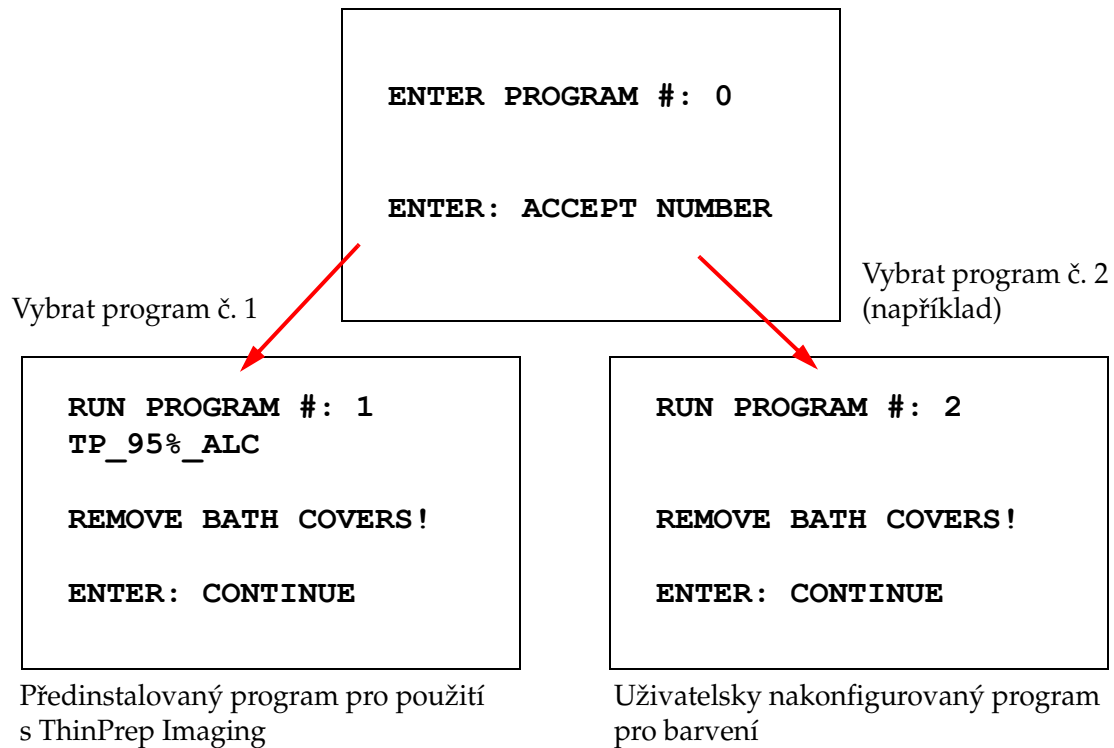 ENTER PROGRAM #: 0
ENTER: ACCEPT NUMBER
Vybrat program č. 1
Vybrat program č. 2
(například)
RUN PROGRAM #: 1
TP_95%_ALC
REMOVE BATH COVERS!
ENTER: CONTINUE
RUN PROGRAM #: 2
REMOVE BATH COVERS!
ENTER: CONTINUE
Předinstalovaný program pro použití
s ThinPrep Imaging
Uživatelsky nakonfigurovaný program
pro barvení